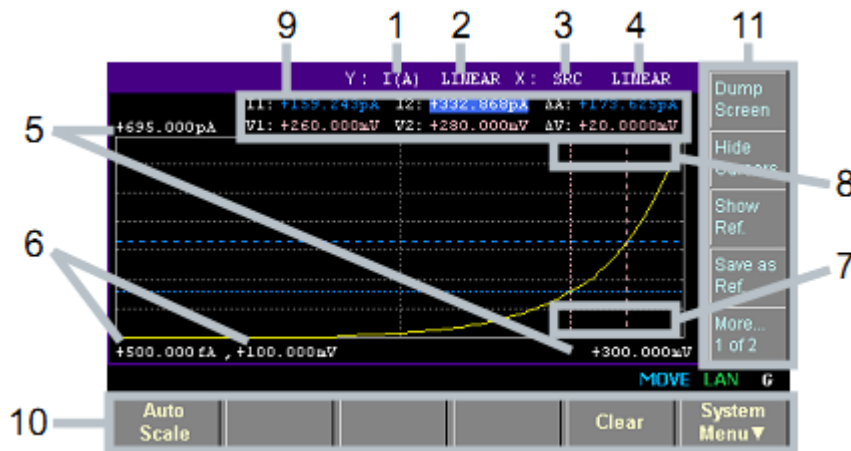 9 1 2 3 4 11
Y: I(A) LINEAR X: SRC LINEAR
I1: +159.243pA I2: +332.868pA ΔA: +173.625pA
V1: +260.000mV V2: +280.000mV ΔV: +20.0000mV
+695.000pA
5
6
8
7
+500.000fA ,+100.000mV
+300.000mV
MOVE LAN G
Dump
Screen
Hide
Cursors
Show
Ref.
Save as
Ref
More...
1 of 2
10
Auto
Scale
Clear
System
Menu▼